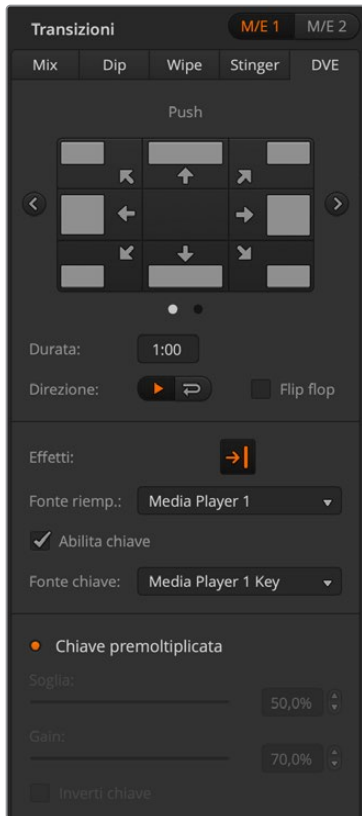 Transizioni M/E 1 M/E 2
Mix Dip Wipe Stinger DVE
Push
Durata: 1:00
Direzione: Flip flop
Effetti:
Fonte riemp.: Media Player 1
Abilita chiave
Fonte chiave: Media Player 1 Key
Chiave premoltiplicata
Soglia:
50,0%
Gain:
70,0%
Inverti chiave